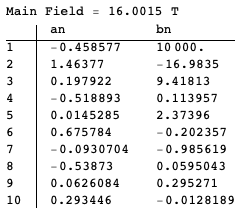 Main Field = 16.0015 T
an bn
1 -0.458577 10 000.
2 1.46377 -16.9835
3 0.197922 9.41813
4 -0.518893 0.113957
5 0.0145285 2.37396
6 0.675784 -0.202357
7 -0.0930704 -0.985619
8 -0.53873 0.0595043
9 0.0626084 0.295271
10 0.293446 -0.0128189